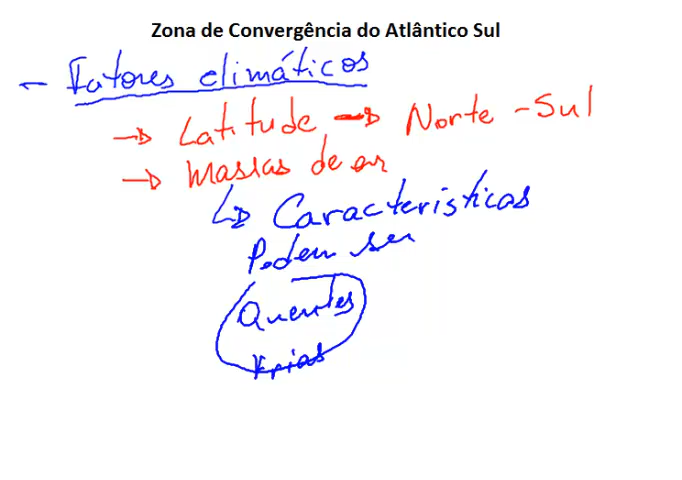 Zona de Convergência do Atlântico Sul
- Fatores climáticos
→ Latitude → Norte - Sul
→ Massas de ar
↳ Características
Podem ser
Quentes
Frias